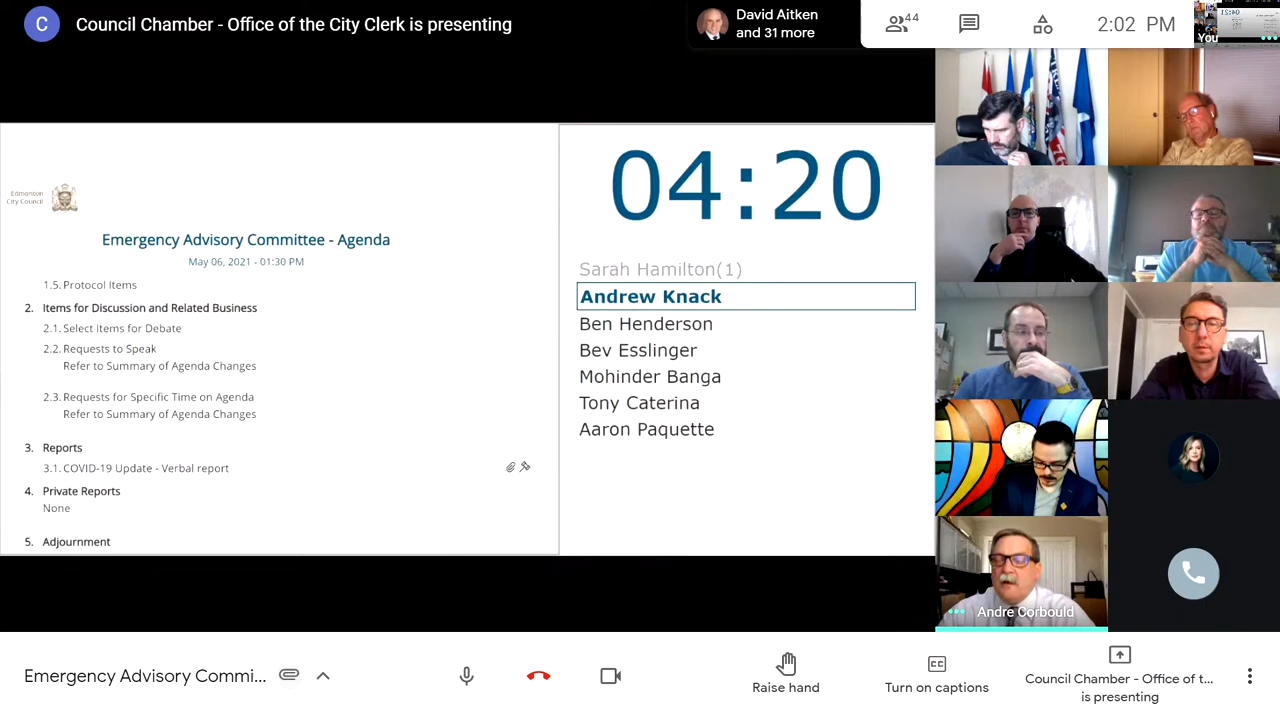 C
Council Chamber - Office of the City Clerk is presenting
David Aitken
and 31 more
44
2:02 PM
You
Edmonton
City Council
04:20
Emergency Advisory Committee - Agenda
May 06, 2021 - 01:30 PM
1.5. Protocol Items
2. Items for Discussion and Related Business
2.1. Select Items for Debate
2.2. Requests to Speak
Refer to Summary of Agenda Changes
2.3. Requests for Specific Time on Agenda
Refer to Summary of Agenda Changes
3. Reports
3.1. COVID-19 Update - Verbal report
4. Private Reports
None
5. Adjournment
Sarah Hamilton(1)
Andrew Knack
Ben Henderson
Bev Esslinger
Mohinder Banga
Tony Caterina
Aaron Paquette
Andre Corbould
Emergency Advisory Commi...
Raise hand
CC
Turn on captions
Council Chamber - Office of t...
is presenting